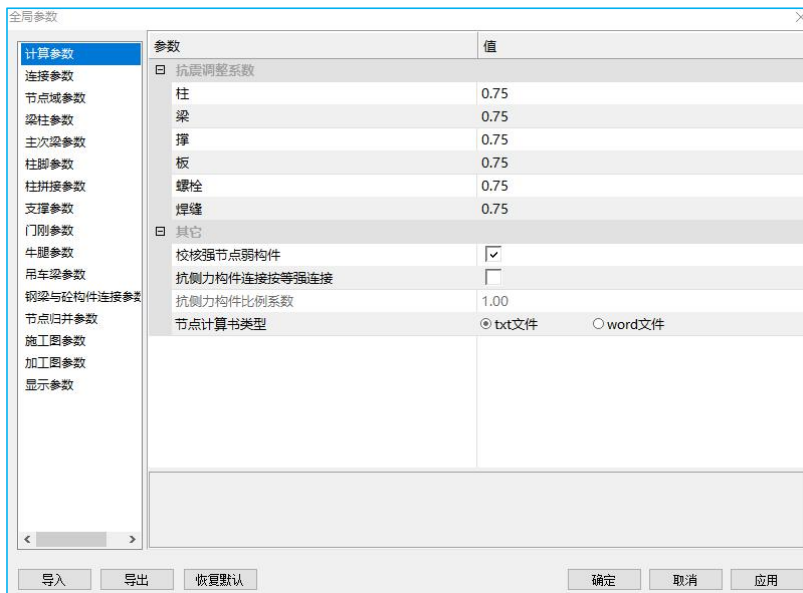 全局参数
计算参数
连接参数
节点域参数
梁柱参数
主次梁参数
柱脚参数
柱拼接参数
支撑参数
门刚参数
牛腿参数
吊车梁参数
钢梁与砼构件连接参数
节点归并参数
施工图参数
加工图参数
显示参数
参数 值
抗震调整系数
柱 0.75
梁 0.75
撑 0.75
板 0.75
螺栓 0.75
焊缝 0.75
其它
校核强节点弱构件
抗侧力构件连接按等强连接
抗侧力构件比例系数 1.00
节点计算书类型 txt文件 word文件
导入 导出 恢复默认 确定 取消 应用